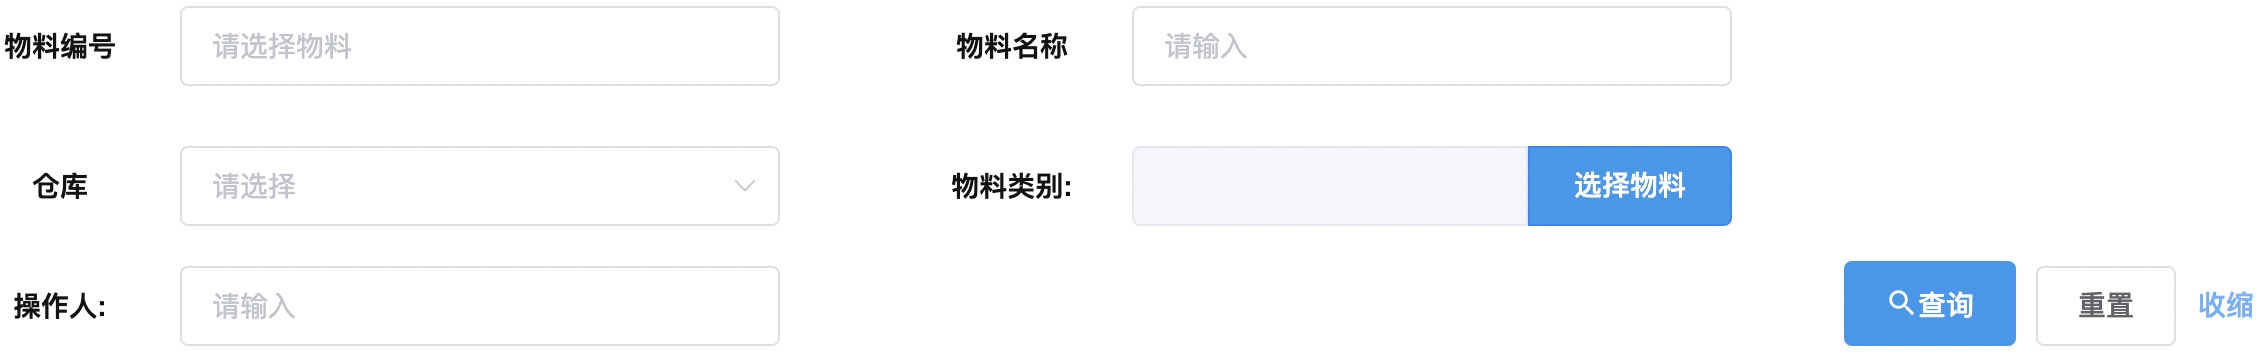 物料编号 请选择物料 物料名称 请输入
仓库 请选择 物料类别: 选择物料
操作人: 请输入 查询 重置 收缩